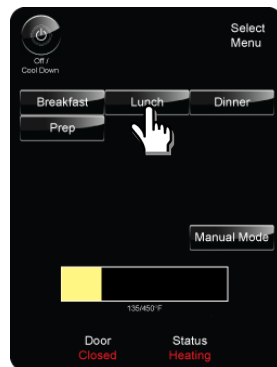 Select
Menu
Off /
Cool Down
Breakfast Lunch Dinner
Prep
Manual Mode
135/450°F
Door Status
Closed Heating